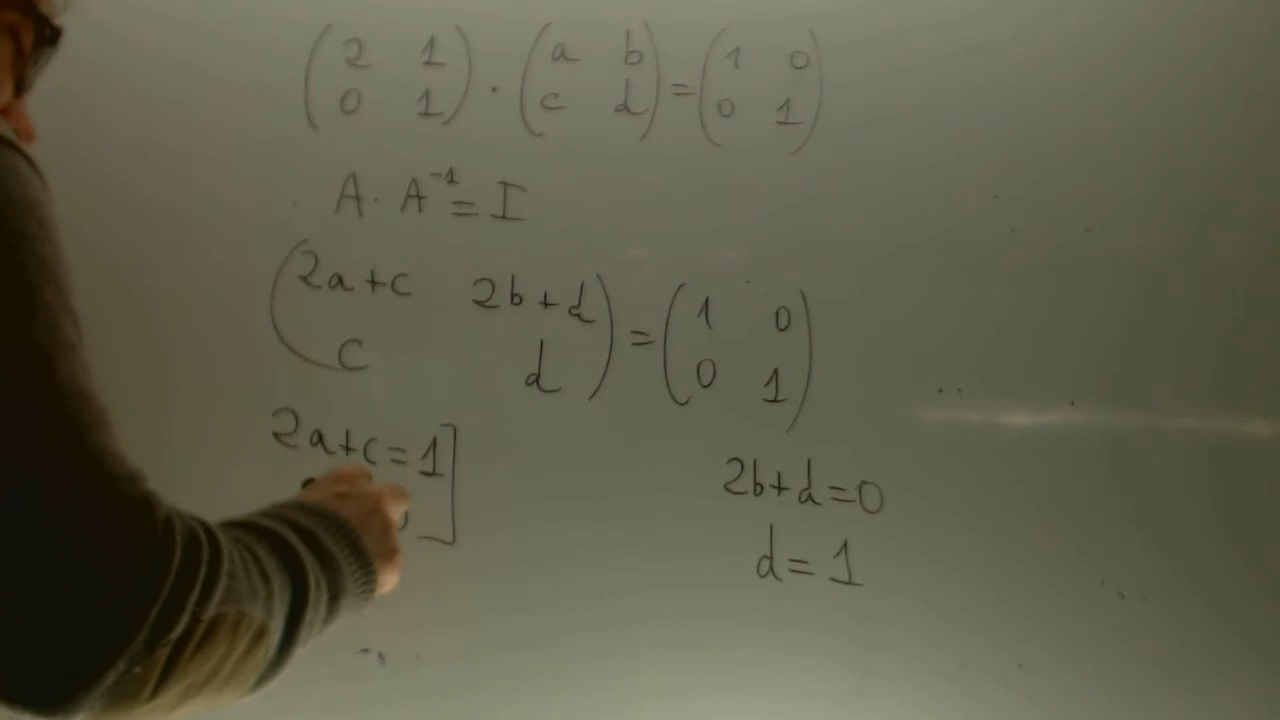 (2 1
0 1) · (a b
c d) = (1 0
0 1)
A · A⁻¹ = I
(2a+c 2b+d
c d) = (1 0
0 1)
2a+c=1]
2b+d=0
d=1